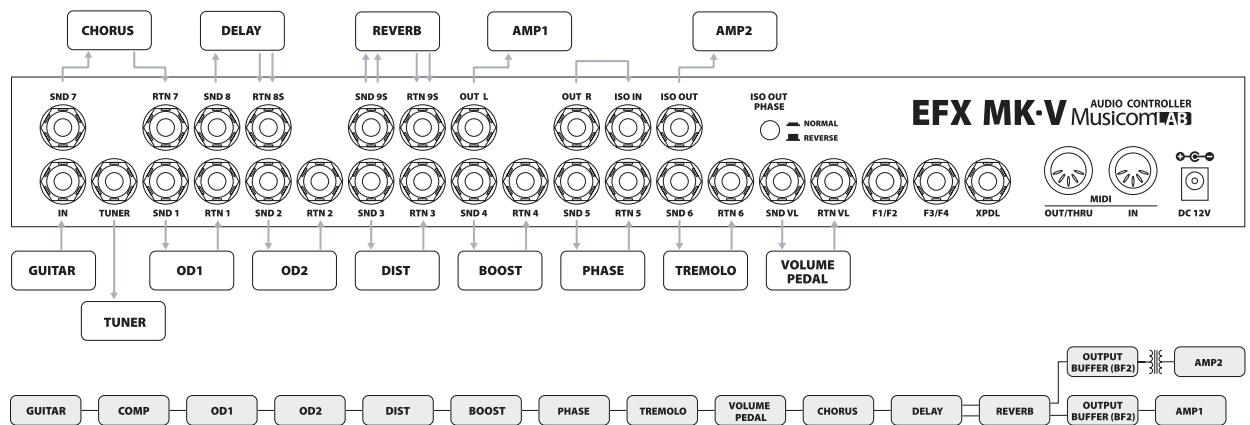 CHORUS DELAY REVERB AMP1 AMP2
SND 7 RTN 7 SND 8 RTN 8S SND 9S RTN 9S OUT L OUT R ISO IN ISO OUT
ISO OUT
PHASE
NORMAL
REVERSE
EFX MK·V
AUDIO CONTROLLER
MusicomLAB
IN TUNER SND 1 RTN 1 SND 2 RTN 2 SND 3 RTN 3 SND 4 RTN 4 SND 5 RTN 5 SND 6 RTN 6 SND VL RTN VL F1/F2 F3/F4 XPDL
MIDI
OUT/THRU IN
DC 12V
GUITAR OD1 OD2 DIST BOOST PHASE TREMOLO
VOLUME
PEDAL
TUNER
OUTPUT
BUFFER (BF2)
AMP2
GUITAR COMP OD1 OD2 DIST BOOST PHASE TREMOLO
VOLUME
PEDAL
CHORUS DELAY REVERB
OUTPUT
BUFFER (BF2)
AMP1